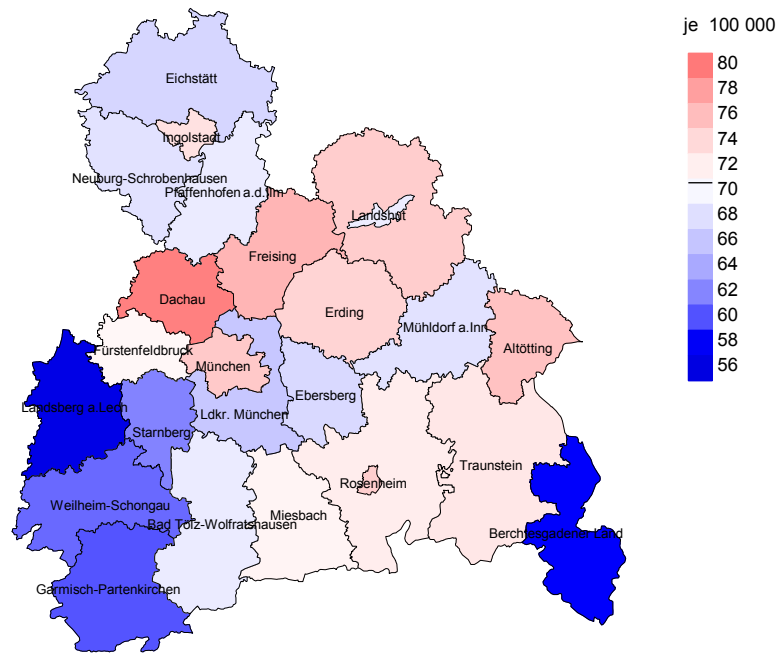 je 100 000
80
78
76
74
72
70
68
66
64
62
60
58
56
Eichstätt
Ingolstadt
Neuburg-Schrobenhausen
Pfaffenhofen a.d.Ilm
Landshut
Freising
Dachau
Erding
Mühldorf a.Inn
Altötting
Fürstenfeldbruck
München
Ebersberg
Landsberg a.Lech
Ldkr. München
Starnberg
Traunstein
Rosenheim
Weilheim-Schongau
Miesbach
Bad Tölz-Wolfratshausen
Berchtesgadener Land
Garmisch-Partenkirchen